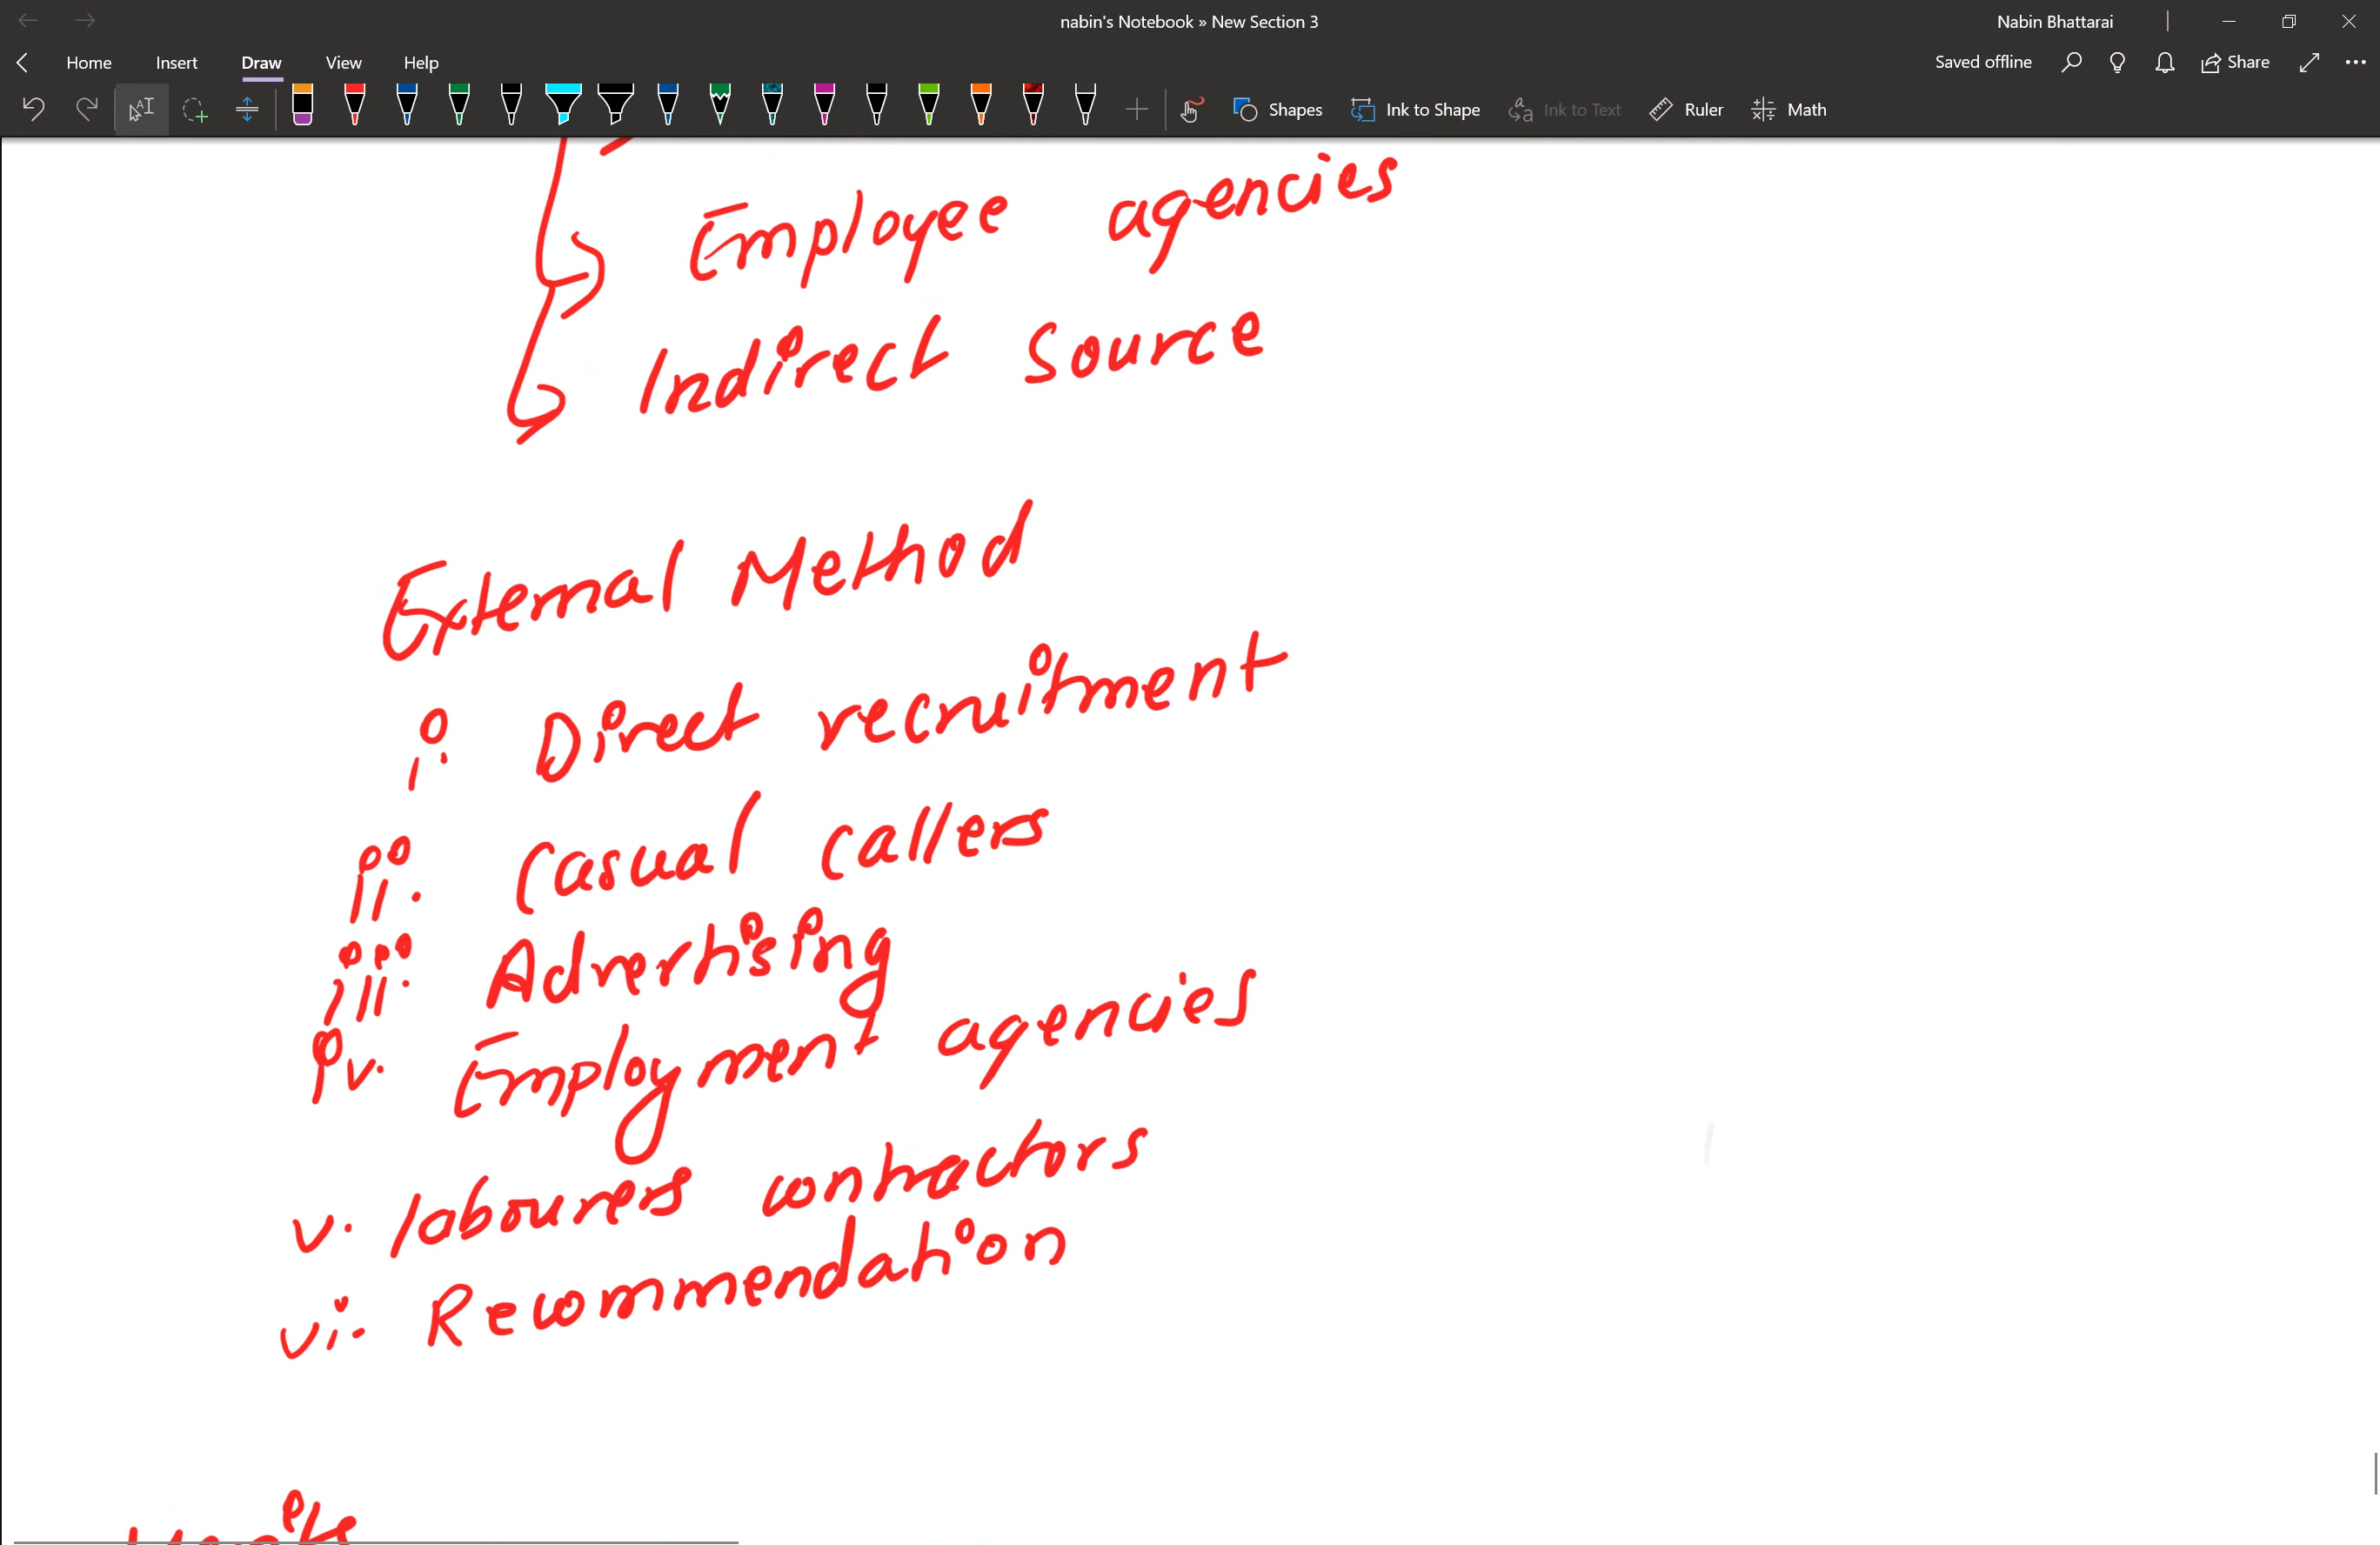 nabin's Notebook » New Section 3
Nabin Bhattarai
Home Insert Draw View Help
Saved offline
Share
Shapes
Ink to Shape
Ink to Text
Ruler
Math
Employee agencies
Indirect Source
External Method
i. Direct recruitment
ii. Casual callers
iii. Advertising
iv. Employment agencies
v. labourers contractors
vi. Recommendation